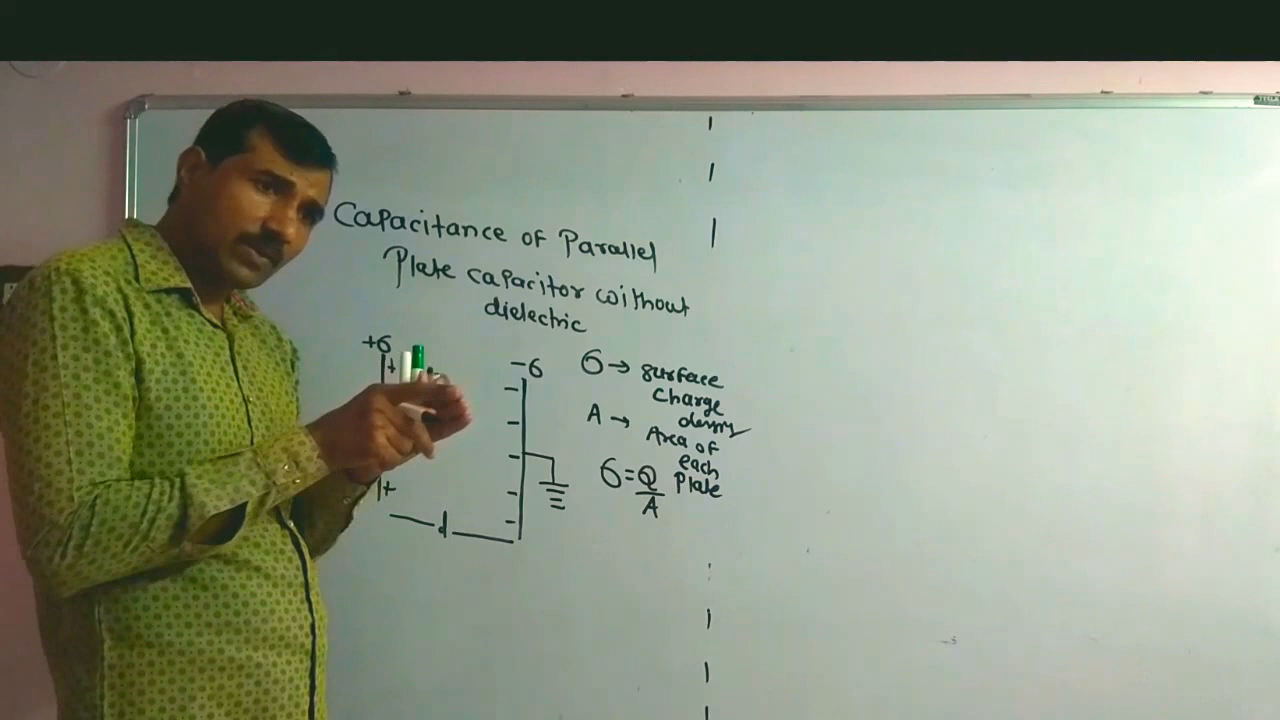 Capacitance of Parallel
Plate capacitor without
dielectric
+σ
-σ
σ → surface
charge
density
A → Area of
each
Plate
σ = Q
A
+
+
d